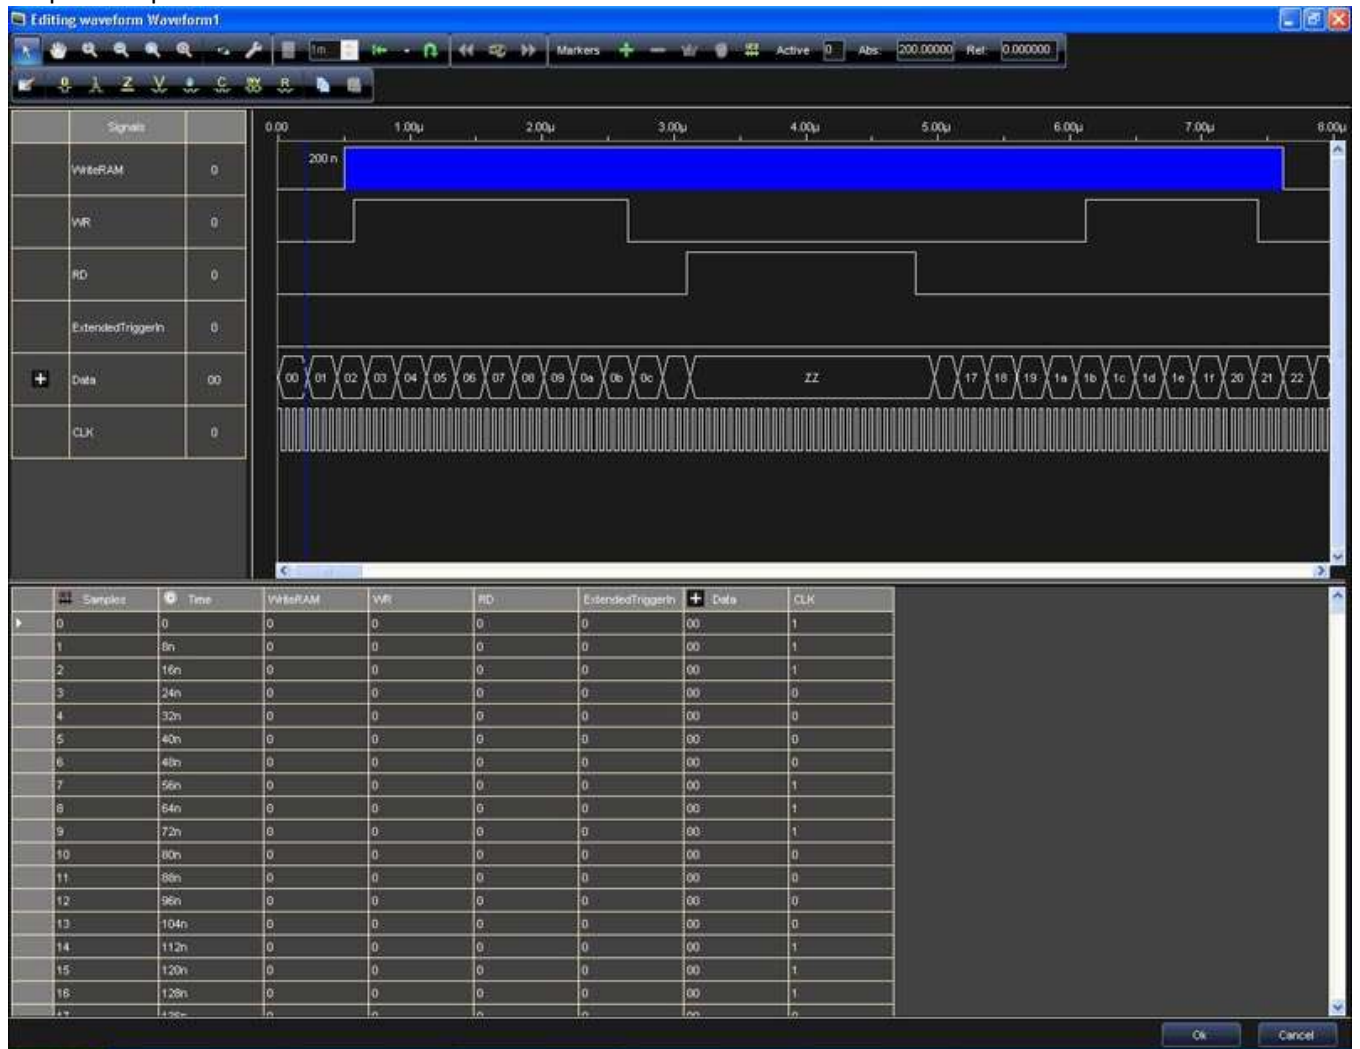 Editing waveform Waveform1
1m Markers Active 0 Abs: 200.00000 Ref: 0.000000
0 1 Z V C R
Signals 0.00 1.00µ 2.00µ 3.00µ 4.00µ 5.00µ 6.00µ 7.00µ 8.00µ
200 n
WriteRAM 0
WR 0
RD 0
ExtendedTriggerIn 0
Data 00 00 01 02 03 04 05 06 07 08 09 0a 0b 0c ZZ 17 18 19 1a 1b 1c 1d 1e 1f 20 21 22
CLK 0
Samples Time WriteRAM WR RD ExtendedTriggerIn Data CLK
0 0 0 0 0 0 00 1
1 8n 0 0 0 0 00 1
2 16n 0 0 0 0 00 1
3 24n 0 0 0 0 00 0
4 32n 0 0 0 0 00 0
5 40n 0 0 0 0 00 0
6 48n 0 0 0 0 00 0
7 56n 0 0 0 0 00 1
8 64n 0 0 0 0 00 1
9 72n 0 0 0 0 00 1
10 80n 0 0 0 0 00 0
11 88n 0 0 0 0 00 0
12 96n 0 0 0 0 00 0
13 104n 0 0 0 0 00 0
14 112n 0 0 0 0 00 1
15 120n 0 0 0 0 00 1
16 128n 0 0 0 0 00 1
Ok Cancel